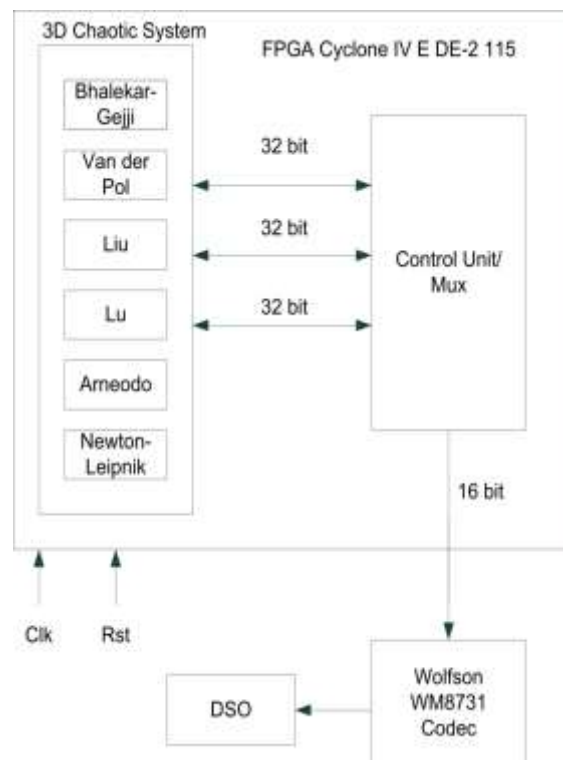 3D Chaotic System
FPGA Cyclone IV E DE-2 115
Bhalekar-
Gejji
Van der
Pol
Liu
Lu
Arneodo
Newton-
Leipnik
32 bit
32 bit
32 bit
Control Unit/
Mux
16 bit
Clk
Rst
DSO
Wolfson
WM8731
Codec